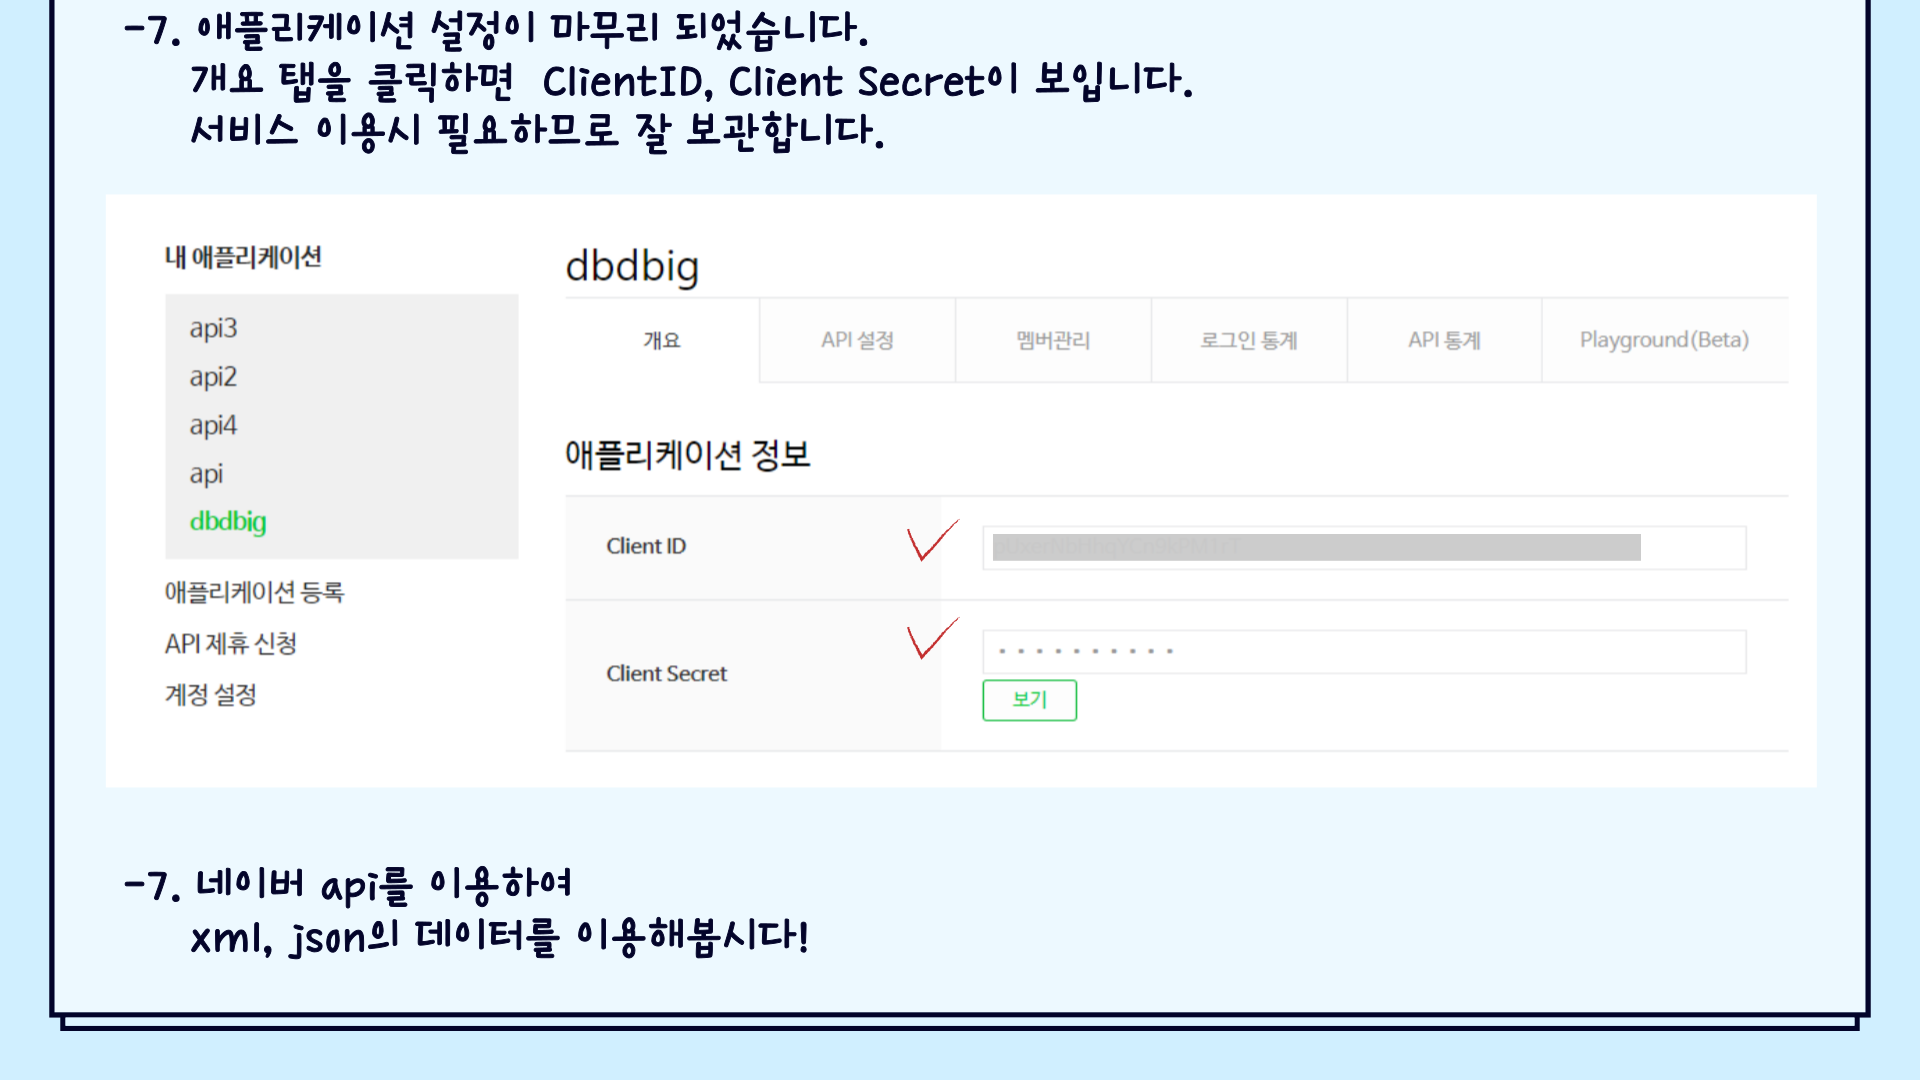 -7. 애플리케이션 설정이 마무리 되었습니다.
개요 탭을 클릭하면 ClientID, Client Secret이 보입니다.
서비스 이용시 필요하므로 잘 보관합니다.
내 애플리케이션
api3
api2
api4
api
dbdbig
애플리케이션 등록
API 제휴 신청
계정 설정
dbdbig
개요 API 설정 멤버관리 로그인 통계 API 통계 Playground(Beta)
애플리케이션 정보
Client ID
Client Secret
보기
-7. 네이버 api를 이용하여
xml, json의 데이터를 이용해봅시다!